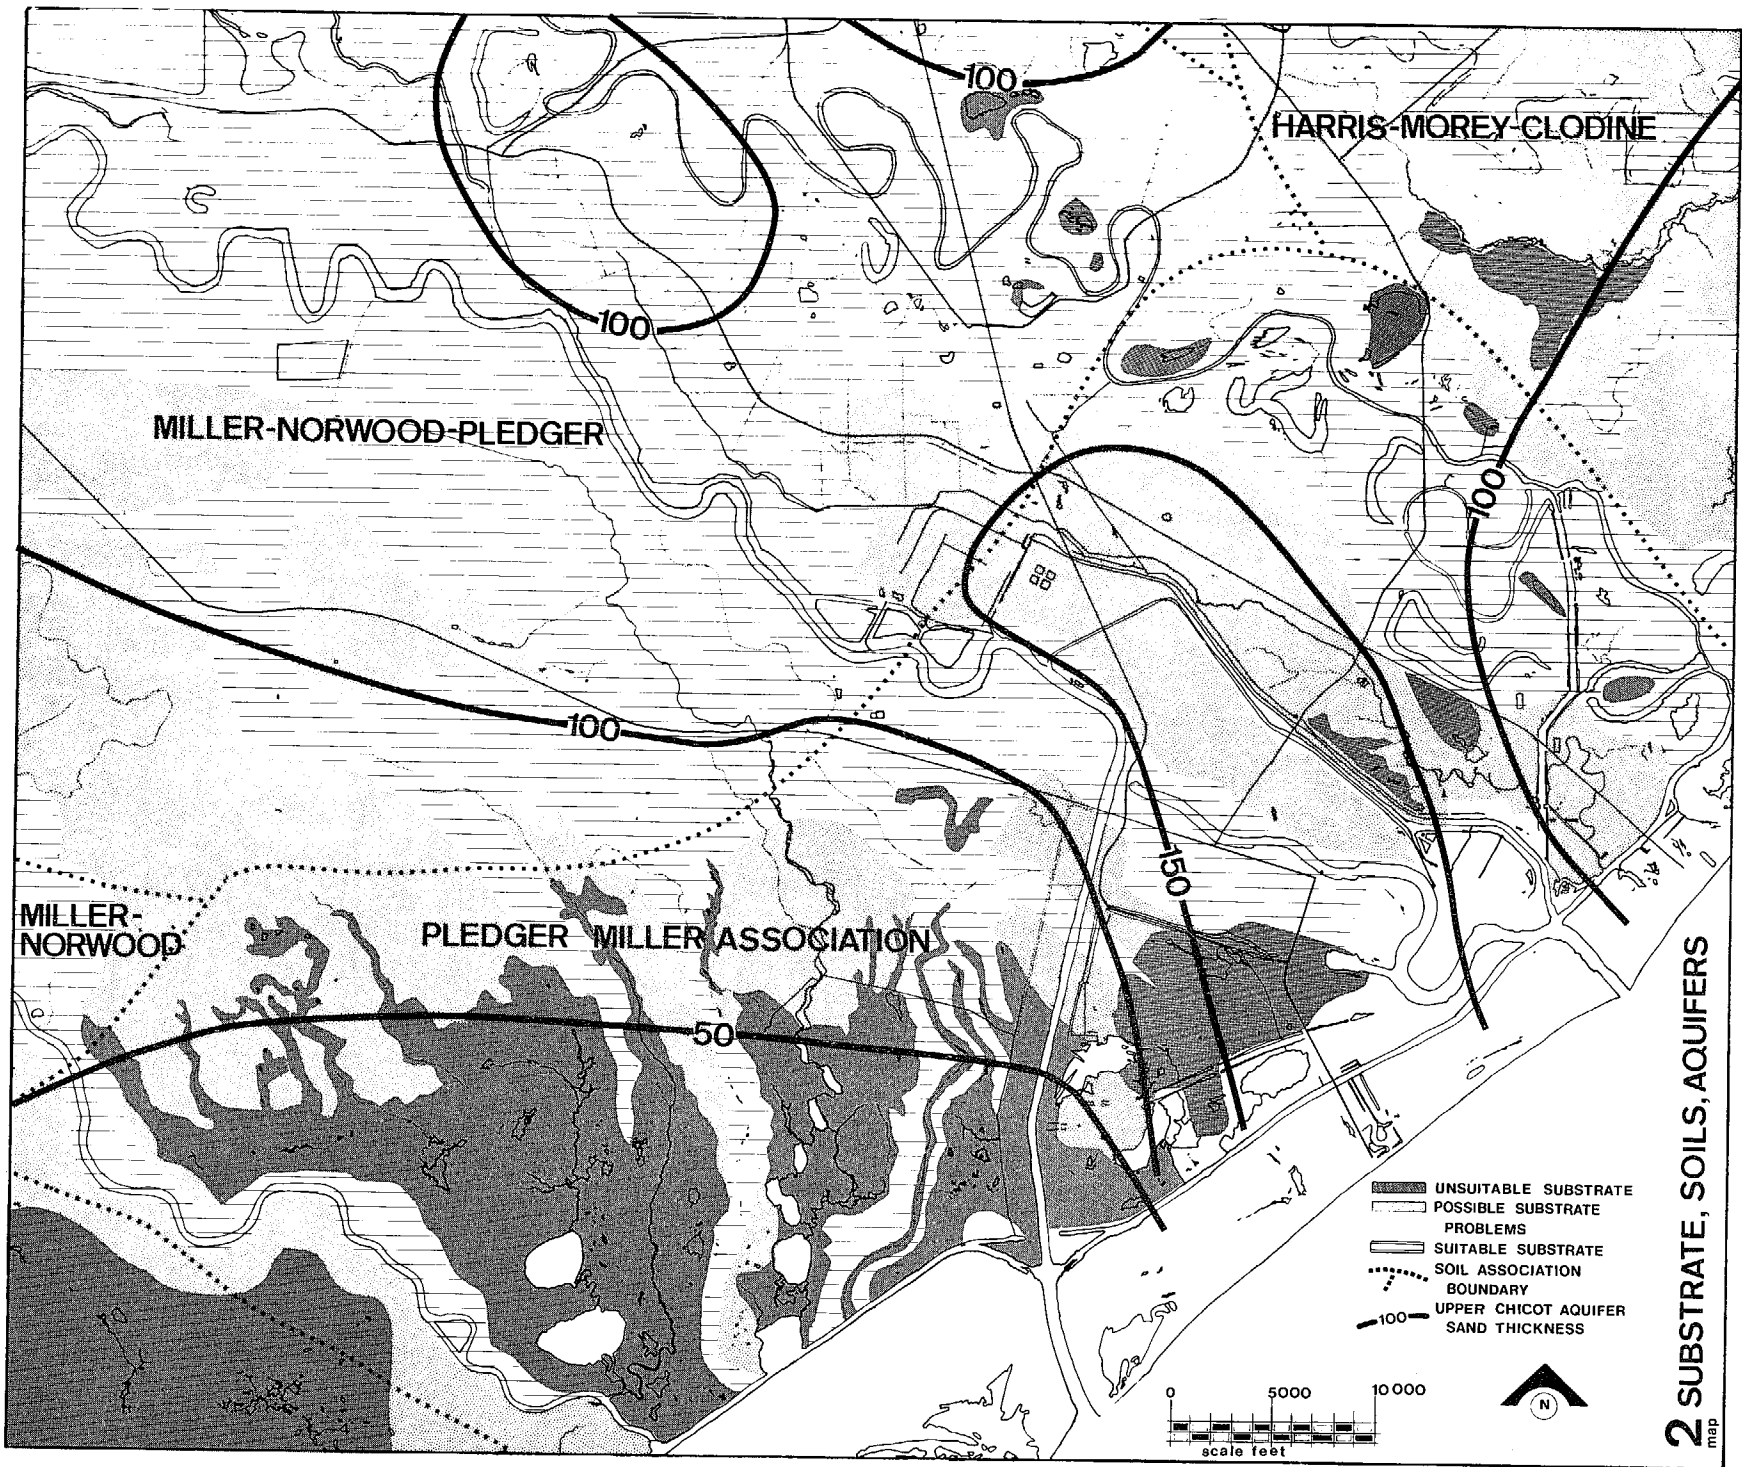 100
HARRIS-MOREY-CLODINE
100
MILLER-NORWOOD-PLEDGER
100
100
150
MILLER-
NORWOOD
PLEDGER MILLER ASSOCIATION
50
UNSUITABLE SUBSTRATE
POSSIBLE SUBSTRATE
PROBLEMS
SUITABLE SUBSTRATE
SOIL ASSOCIATION
BOUNDARY
100 UPPER CHICOT AQUIFER
SAND THICKNESS
0 5000 10000
scale feet
N
2 SUBSTRATE, SOILS, AQUIFERS
map